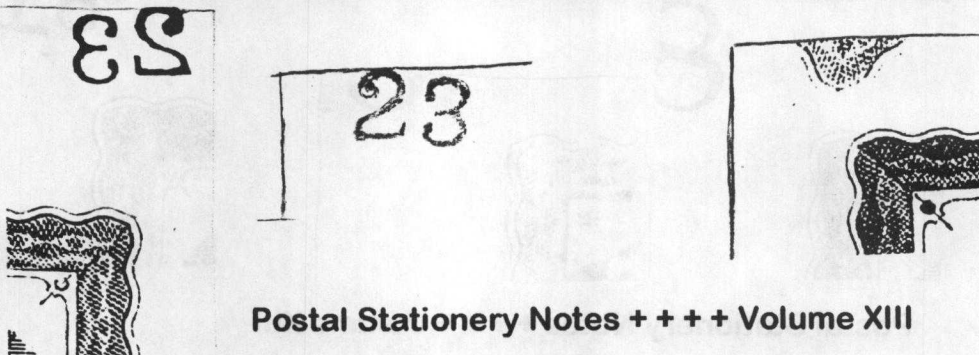 23
23
Postal Stationery Notes + + + + Volume XIII